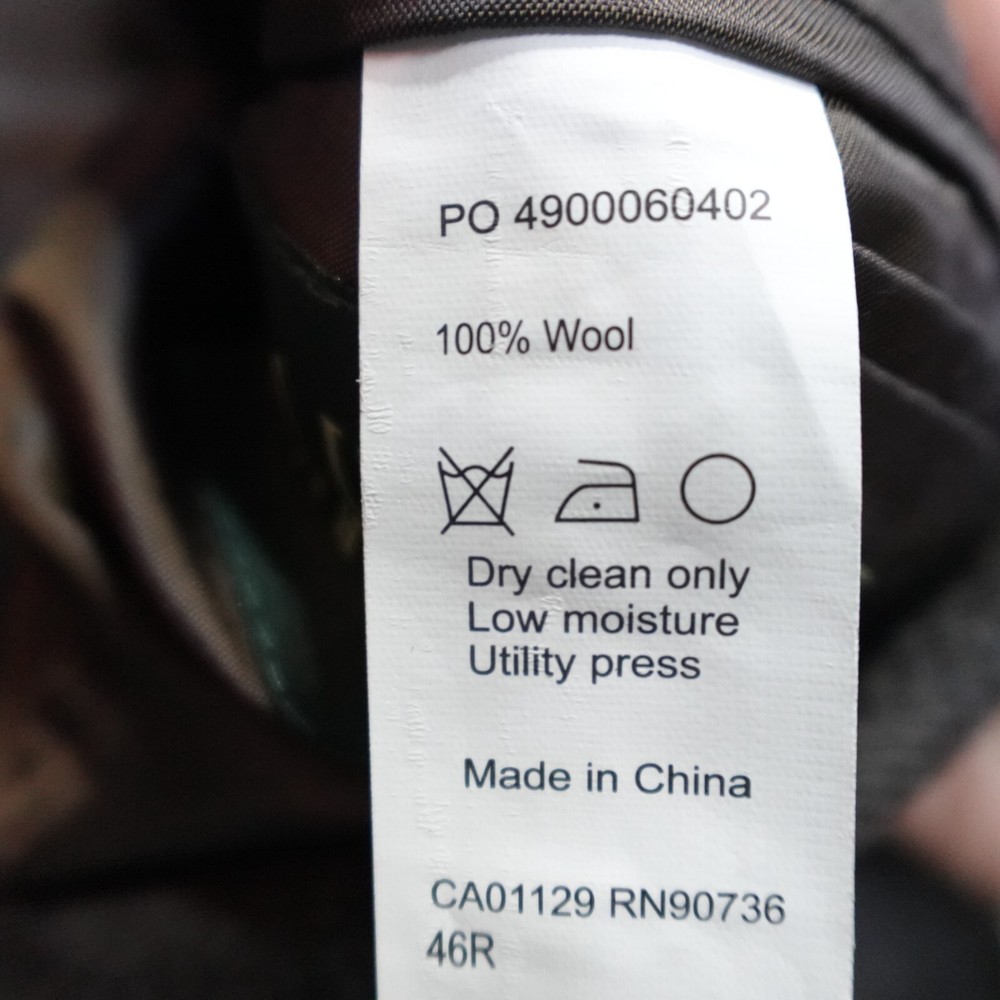 PO 4900060402
100% Wool
Dry clean only
Low moisture
Utility press
Made in China
CA01129 RN90736
46R